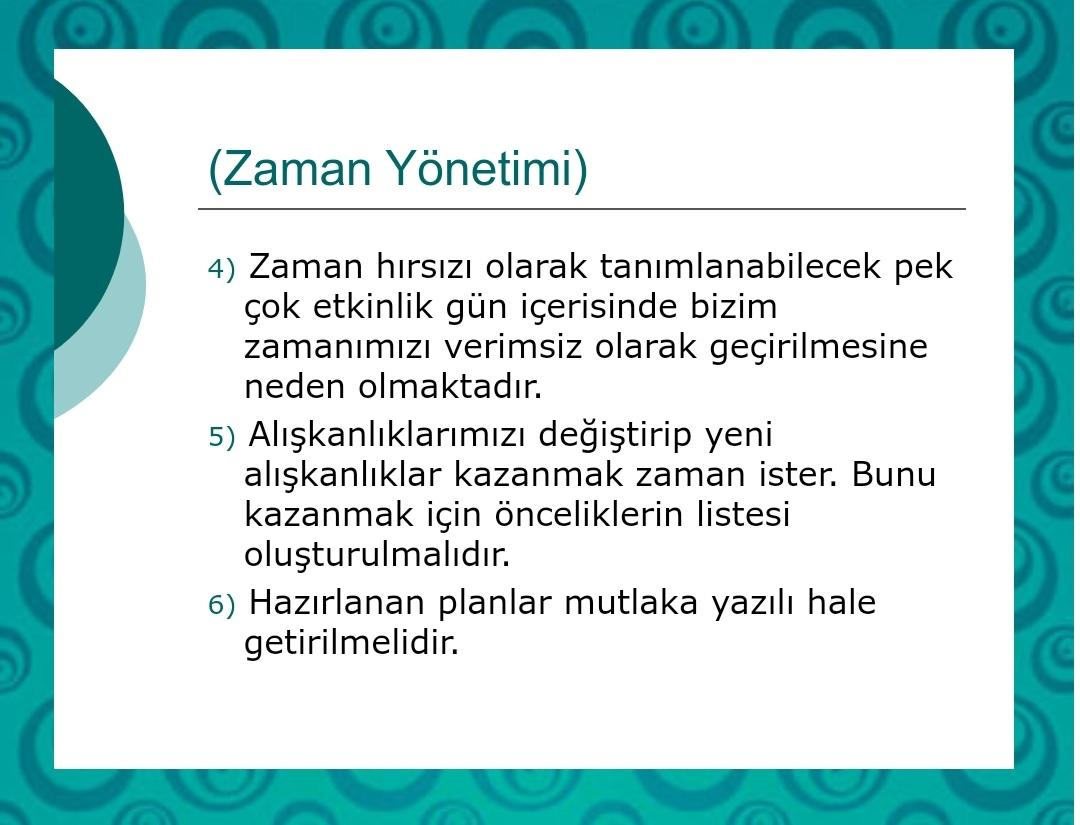 (Zaman Yönetimi)
4) Zaman hırsızı olarak tanımlanabilecek pek
çok etkinlik gün içerisinde bizim
zamanımızı verimsiz olarak geçirilmesine
neden olmaktadır.
5) Alışkanlıklarımızı değiştirip yeni
alışkanlıklar kazanmak zaman ister. Bunu
kazanmak için önceliklerin listesi
oluşturulmalıdır.
6) Hazırlanan planlar mutlaka yazılı hale
getirilmelidir.